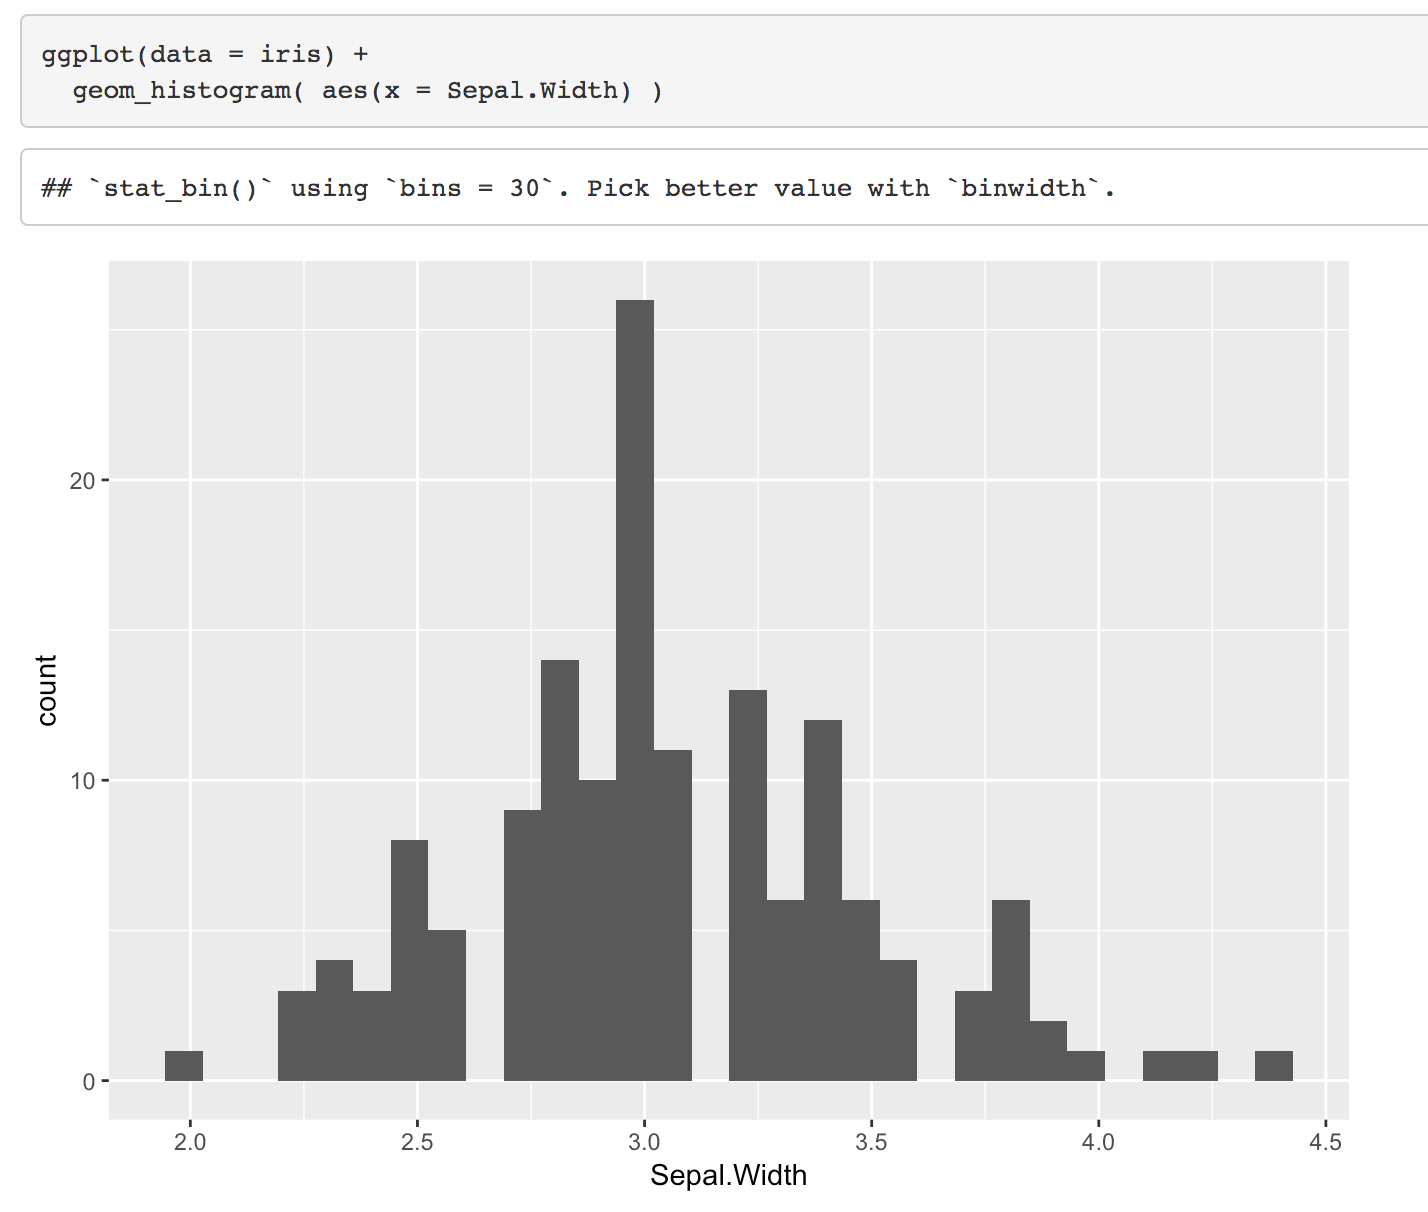 ggplot(data = iris) +
  geom_histogram( aes(x = Sepal.Width) )
## `stat_bin()` using `bins = 30`. Pick better value with `binwidth`.
count
20
10
0
2.0 2.5 3.0 3.5 4.0 4.5
Sepal.Width